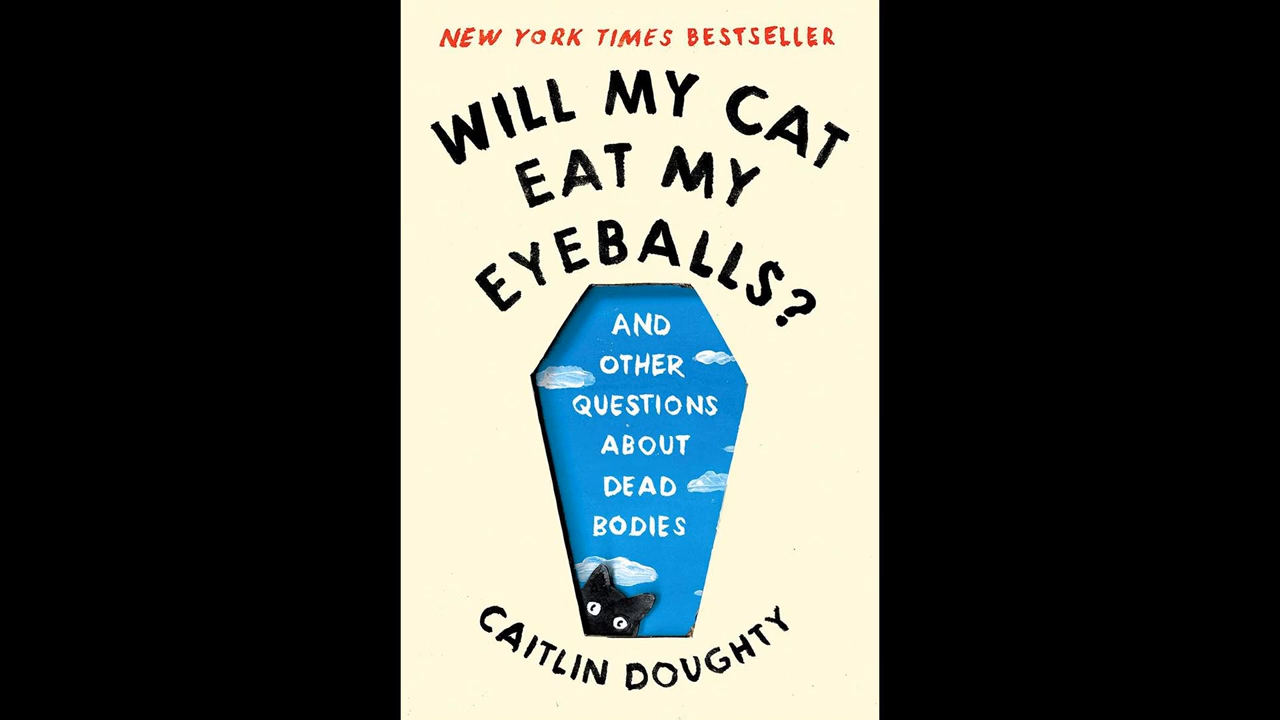 NEW YORK TIMES BESTSELLER
WILL MY CAT
EAT MY
EYEBALLS?
AND
OTHER
QUESTIONS
ABOUT
DEAD
BODIES
CAITLIN DOUGHTY